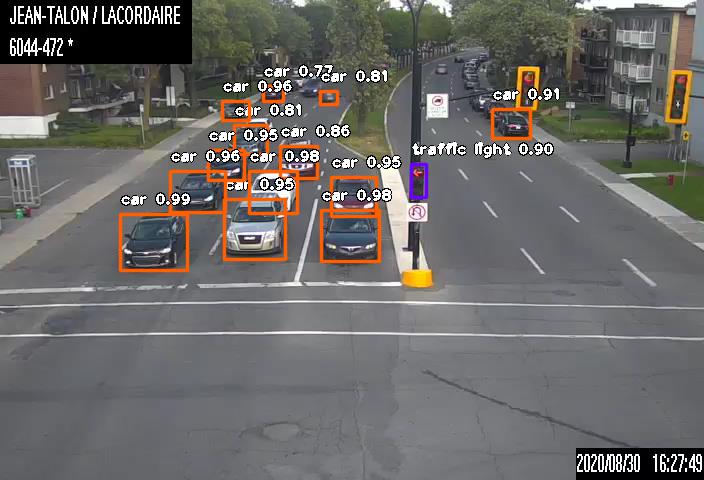 JEAN-TALON / LACORDAIRE
6044-472 *
car 0.77
car 0.81
car 0.96
car 0.91
car 0.81
car 0.95
car 0.86
traffic light 0.90
car 0.96
car 0.98
car 0.95
car 0.95
car 0.98
car 0.99
2020/08/30 16:27:49